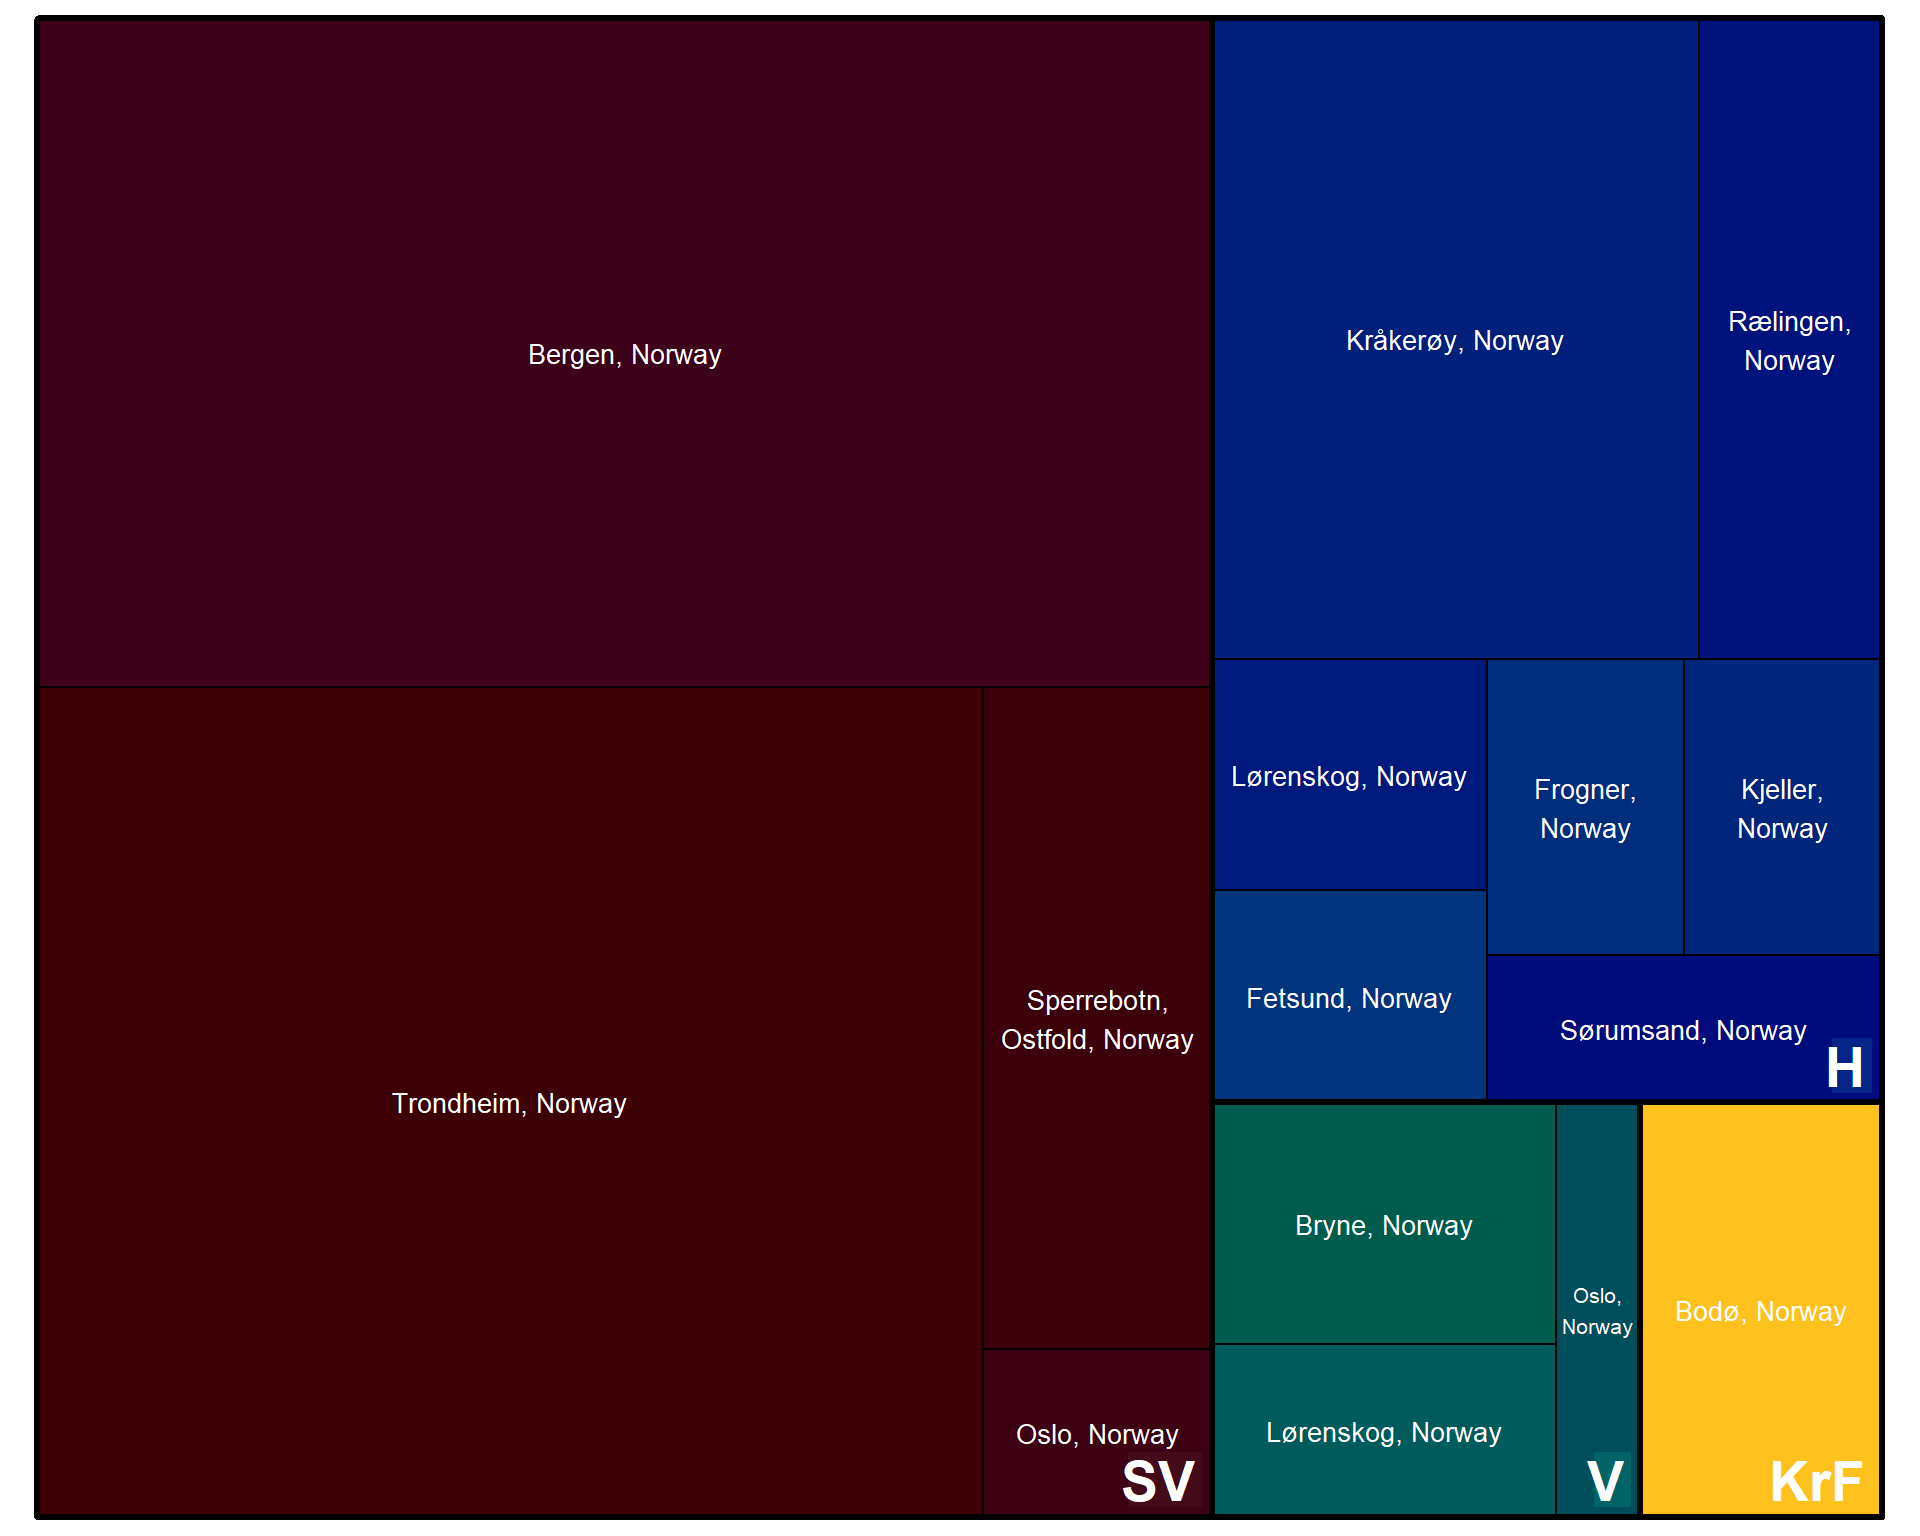 Bergen, Norway
Trondheim, Norway
Sperrebotn,
Ostfold, Norway
Oslo, Norway
SV
Kråkerøy, Norway
Rælingen,
Norway
Lørenskog, Norway
Frogner,
Norway
Kjeller,
Norway
Fetsund, Norway
Sørumsand, Norway
H
Bryne, Norway
Lørenskog, Norway
Oslo,
Norway
V
Bodø, Norway
KrF